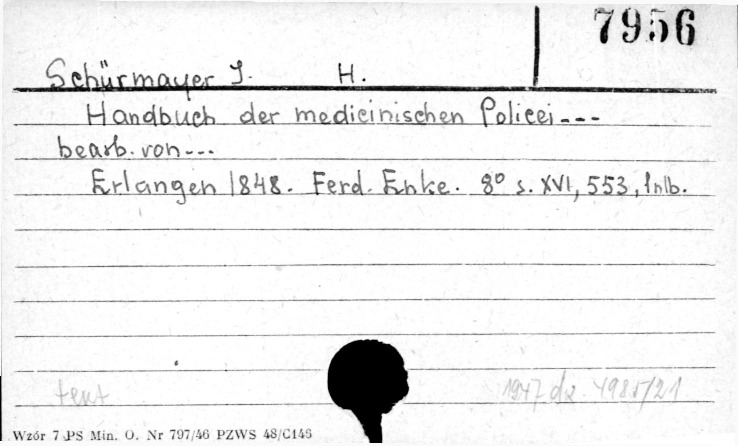 7956
Schürmayer J. H.
Handbuch der medicinischen Policei---
bearb. von---
Erlangen 1848. Ferd. Enke. 8° s. XVI, 553, 1nlb.
text
1947 dz. 4981/21
Wzór 7 PS Min. O. Nr 797/46 PZWS 48/C146